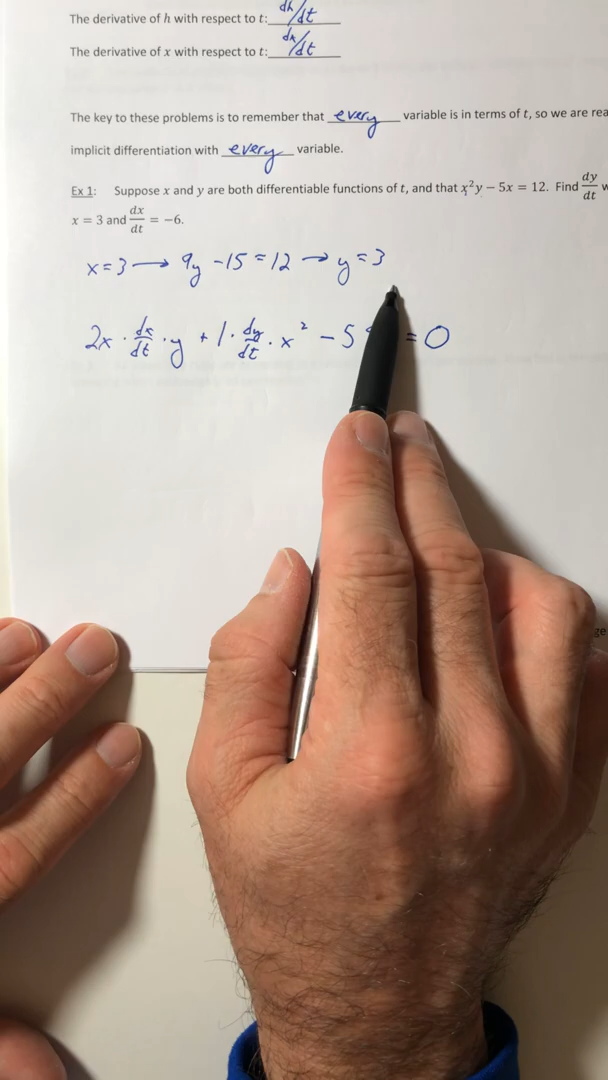 The derivative of h with respect to t: dh/dt
The derivative of x with respect to t: dx/dt
The key to these problems is to remember that every variable is in terms of t, so we are
implicit differentiation with every variable.
Ex 1: Suppose x and y are both differentiable functions of t, and that x²y − 5x = 12. Find dy/dt
x = 3 and dx/dt = −6.
x=3 → 9y −15 = 12 → y = 3
2x · dx/dt · y + 1 · dy/dt · x² − 5 = 0